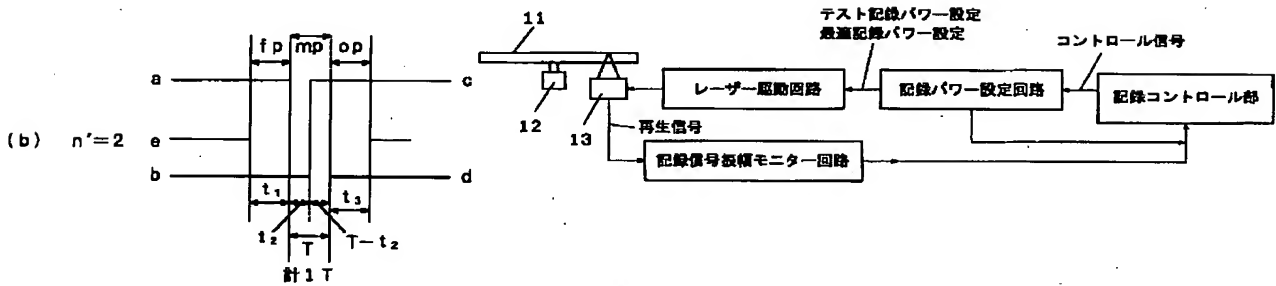 fp mp op
a c
(b) n'=2 e
b d
t₁ t₃
t₂ T T−t₂
計1T
11
12
13
テスト記録パワー設定
最適記録パワー設定
コントロール信号
レーザー駆動回路
記録パワー設定回路
記録コントロール部
再生信号
記録信号振幅モニター回路